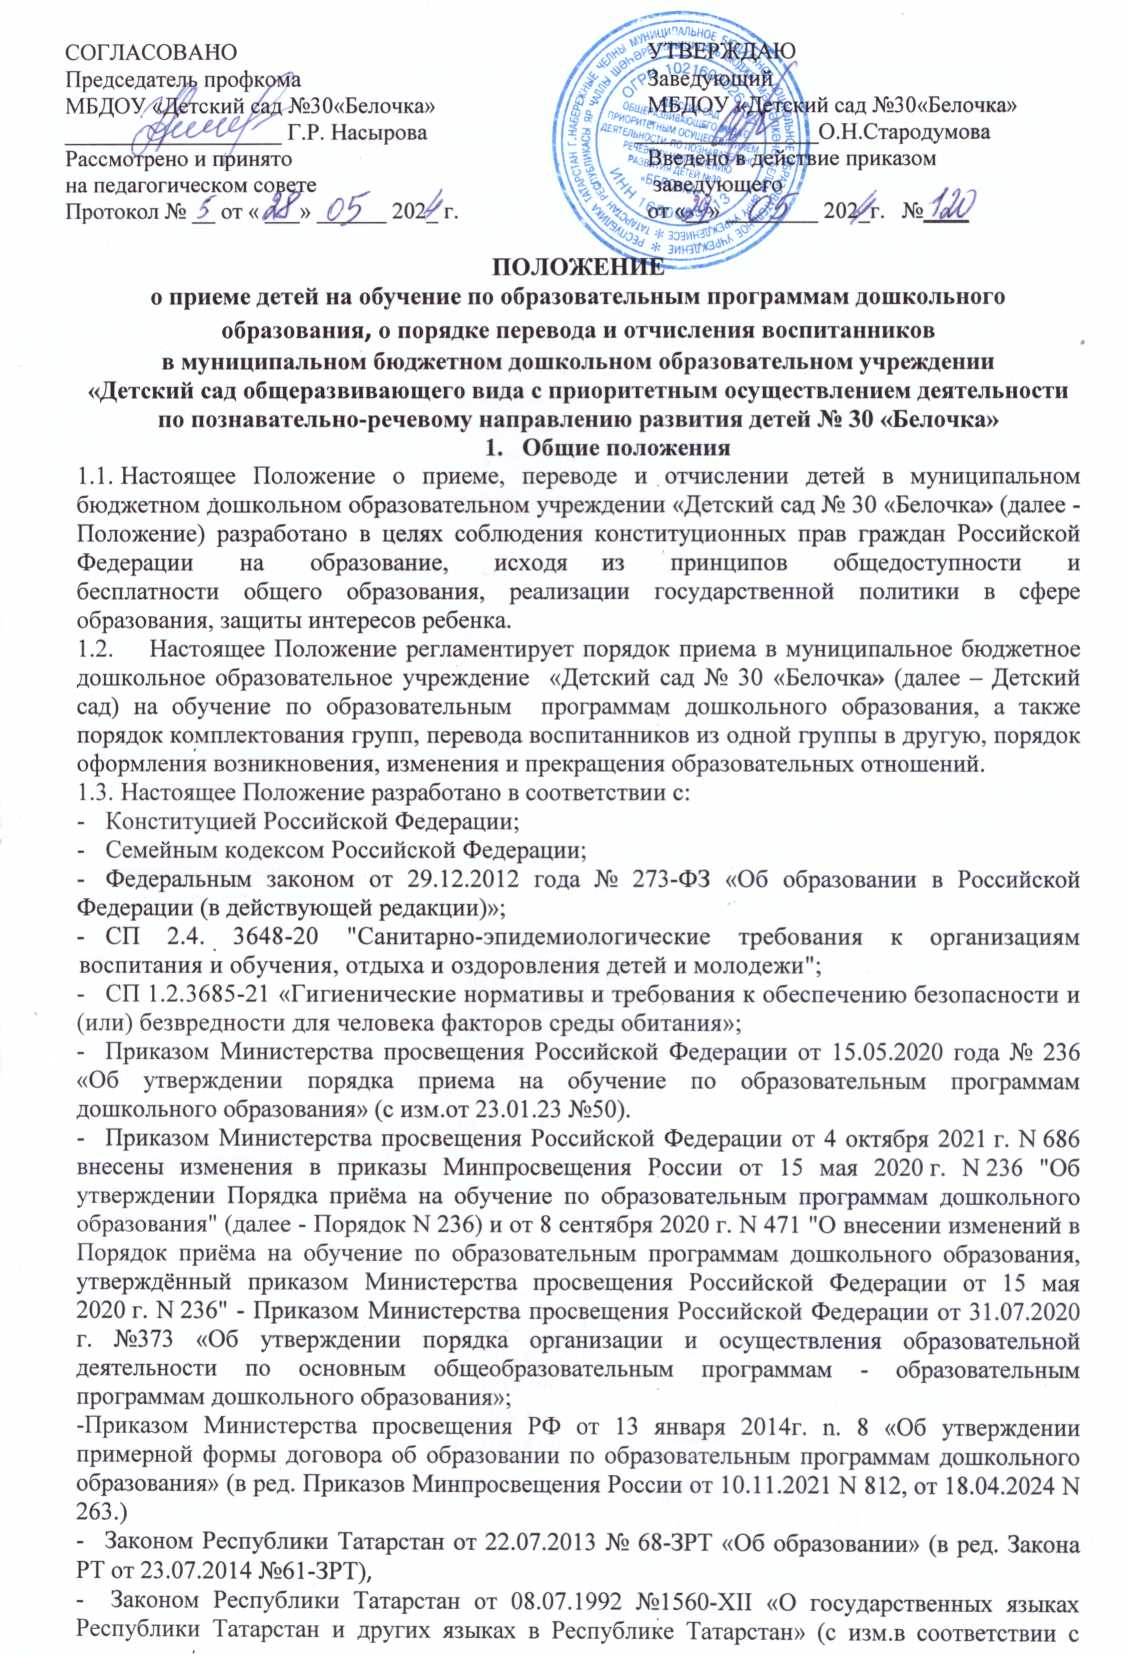 СОГЛАСОВАНО
Председатель профкома
МБДОУ «Детский сад №30«Белочка»
__________________ Г.Р. Насырова
Рассмотрено и принято
на педагогическом совете
Протокол № 5 от « 28 » 05 2024 г.
УТВЕРЖДАЮ
Заведующий
МБДОУ «Детский сад №30«Белочка»
О.Н.Стародумова
Введено в действие приказом
заведующего
от « » 05 2024 г. №120
ПОЛОЖЕНИЕ
о приеме детей на обучение по образовательным программам дошкольного
образования, о порядке перевода и отчисления воспитанников
в муниципальном бюджетном дошкольном образовательном учреждении
«Детский сад общеразвивающего вида с приоритетным осуществлением деятельности
по познавательно-речевому направлению развития детей № 30 «Белочка»
1. Общие положения
1.1. Настоящее Положение о приеме, переводе и отчислении детей в муниципальном
бюджетном дошкольном образовательном учреждении «Детский сад № 30 «Белочка» (далее -
Положение) разработано в целях соблюдения конституционных прав граждан Российской
Федерации на образование, исходя из принципов общедоступности и
бесплатности общего образования, реализации государственной политики в сфере
образования, защиты интересов ребенка.
1.2. Настоящее Положение регламентирует порядок приема в муниципальное бюджетное
дошкольное образовательное учреждение «Детский сад № 30 «Белочка» (далее – Детский
сад) на обучение по образовательным программам дошкольного образования, а также
порядок комплектования групп, перевода воспитанников из одной группы в другую, порядок
оформления возникновения, изменения и прекращения образовательных отношений.
1.3. Настоящее Положение разработано в соответствии с:
- Конституцией Российской Федерации;
- Семейным кодексом Российской Федерации;
- Федеральным законом от 29.12.2012 года № 273-ФЗ «Об образовании в Российской
Федерации (в действующей редакции)»;
- СП 2.4. 3648-20 "Санитарно-эпидемиологические требования к организациям
воспитания и обучения, отдыха и оздоровления детей и молодежи";
- СП 1.2.3685-21 «Гигиенические нормативы и требования к обеспечению безопасности и
(или) безвредности для человека факторов среды обитания»;
- Приказом Министерства просвещения Российской Федерации от 15.05.2020 года № 236
«Об утверждении порядка приема на обучение по образовательным программам
дошкольного образования» (с изм.от 23.01.23 №50).
- Приказом Министерства просвещения Российской Федерации от 4 октября 2021 г. N 686
внесены изменения в приказы Минпросвещения России от 15 мая 2020 г. N 236 "Об
утверждении Порядка приёма на обучение по образовательным программам дошкольного
образования" (далее - Порядок N 236) и от 8 сентября 2020 г. N 471 "О внесении изменений в
Порядок приёма на обучение по образовательным программам дошкольного образования,
утверждённый приказом Министерства просвещения Российской Федерации от 15 мая
2020 г. N 236" - Приказом Министерства просвещения Российской Федерации от 31.07.2020
г. №373 «Об утверждении порядка организации и осуществления образовательной
деятельности по основным общеобразовательным программам - образовательным
программам дошкольного образования»;
-Приказом Министерства просвещения РФ от 13 января 2014г. n. 8 «Об утверждении
примерной формы договора об образовании по образовательным программам дошкольного
образования» (в ред. Приказов Минпросвещения России от 10.11.2021 N 812, от 18.04.2024 N
263.)
- Законом Республики Татарстан от 22.07.2013 № 68-ЗРТ «Об образовании» (в ред. Закона
РТ от 23.07.2014 №61-ЗРТ),
- Законом Республики Татарстан от 08.07.1992 №1560-XII «О государственных языках
Республики Татарстан и других языках в Республике Татарстан» (с изм.в соответствии с